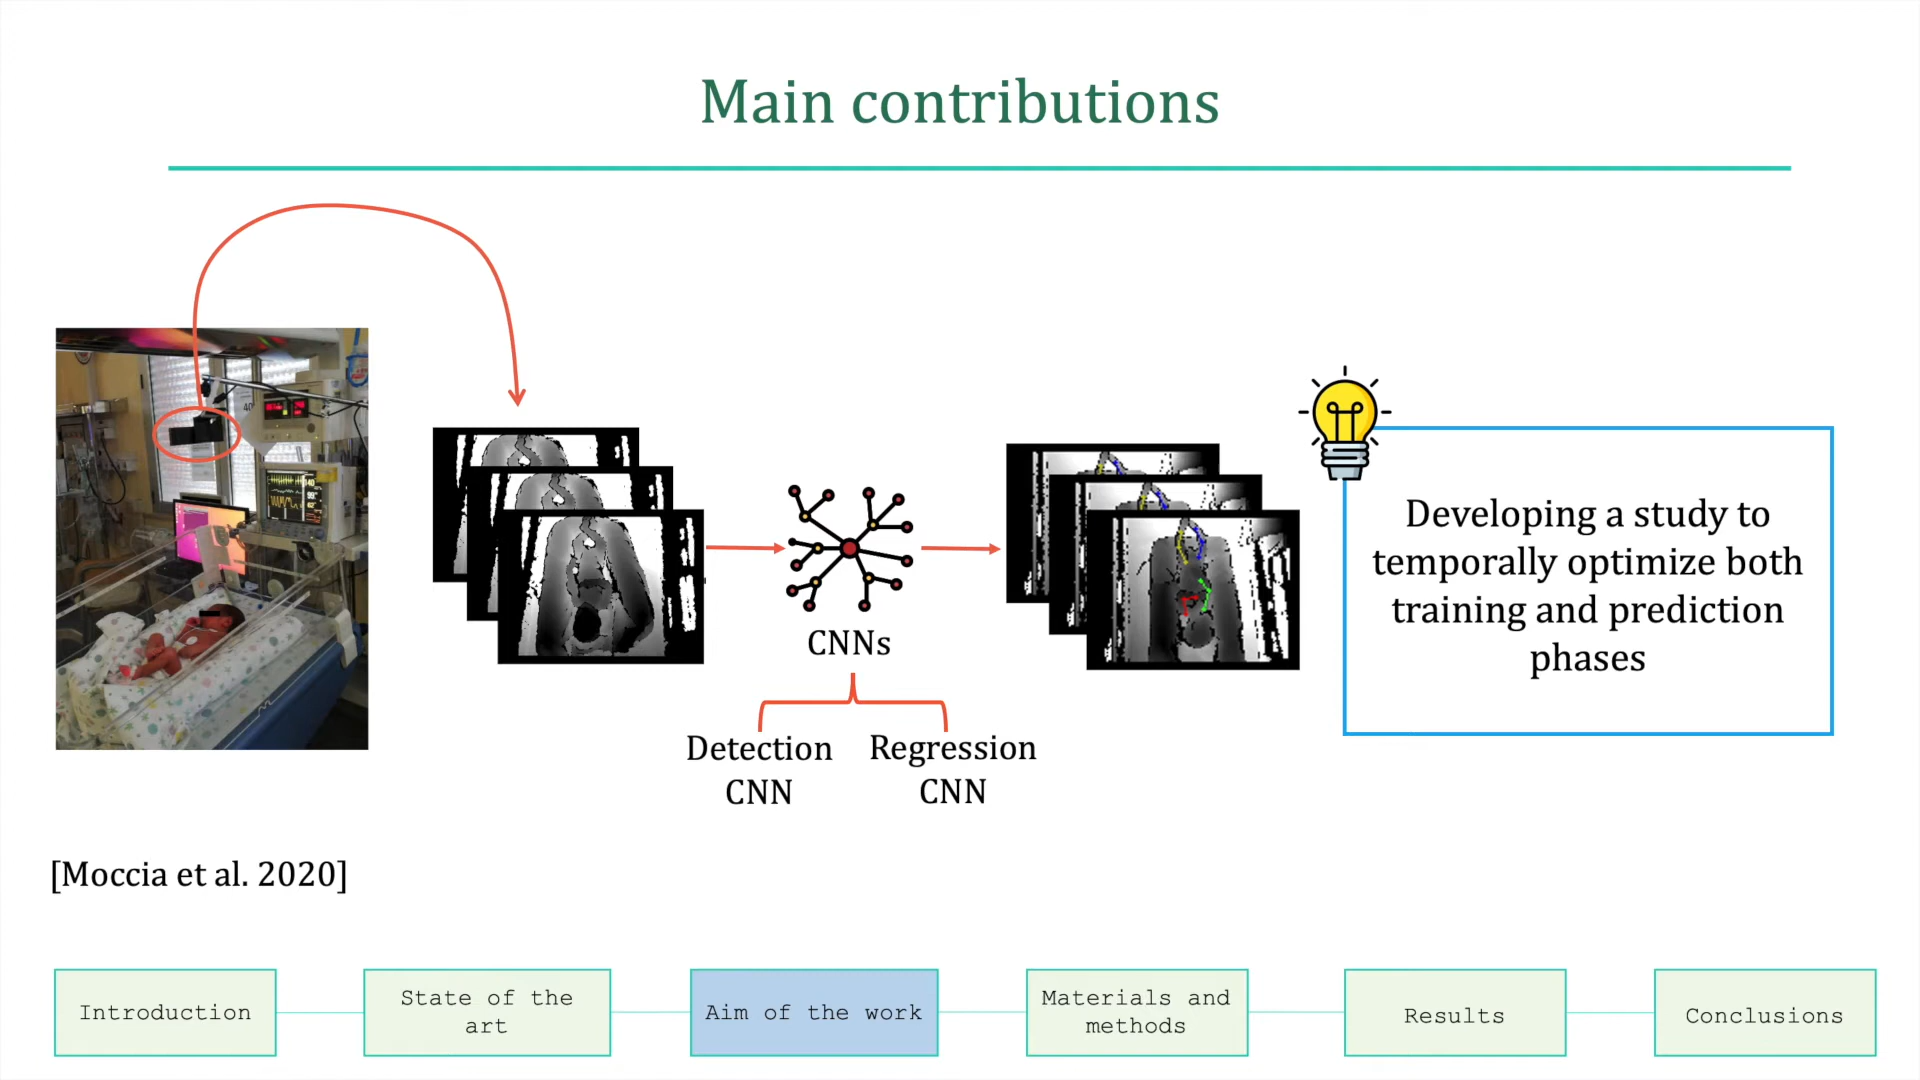 Main contributions
CNNs
Detection
CNN
Regression
CNN
Developing a study to
temporally optimize both
training and prediction
phases
[Moccia et al. 2020]
Introduction
State of the
art
Aim of the work
Materials and
methods
Results
Conclusions